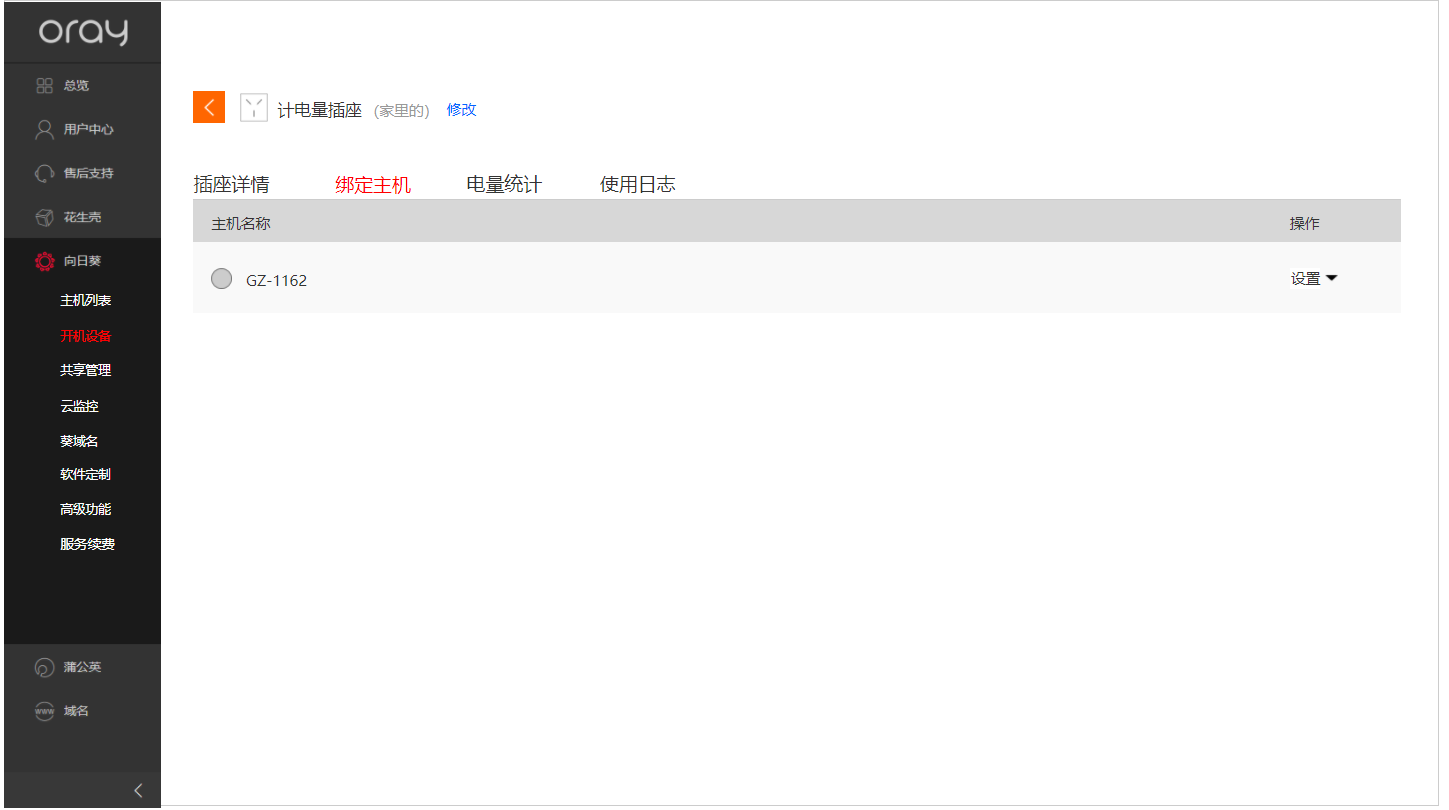 oray
总览
用户中心
售后支持
花生壳
向日葵
主机列表
开机设备
共享管理
云监控
葵域名
软件定制
高级功能
服务续费
蒲公英
www 域名
计电量插座 (家里的) 修改
插座详情 绑定主机 电量统计 使用日志
主机名称 操作
GZ-1162 设置